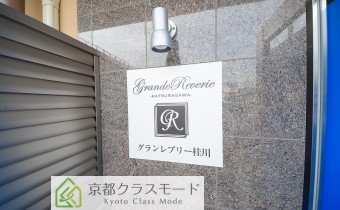 Grande Reverie
-KATSURAGAWA-
GR
グランレブリー桂川
京都クラスモード
Kyoto Class Mode